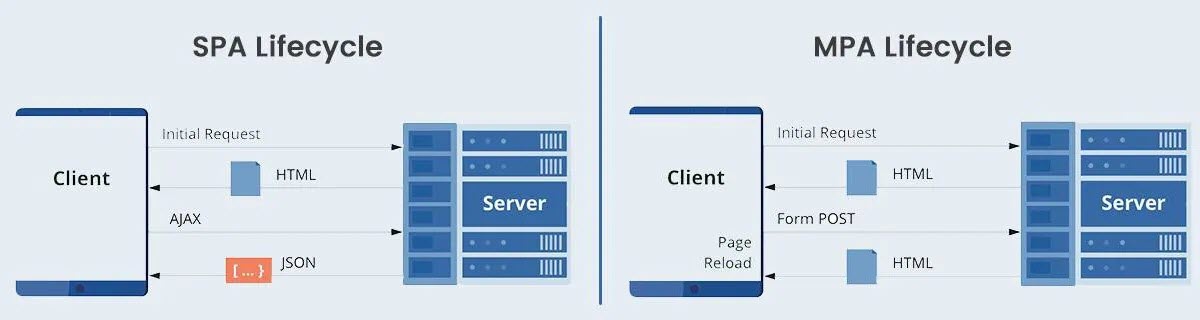 SPA Lifecycle
Initial Request
Client
HTML
Server
AJAX
[ ... }
JSON
MPA Lifecycle
Initial Request
Client
HTML
Server
Form POST
Page
Reload
HTML